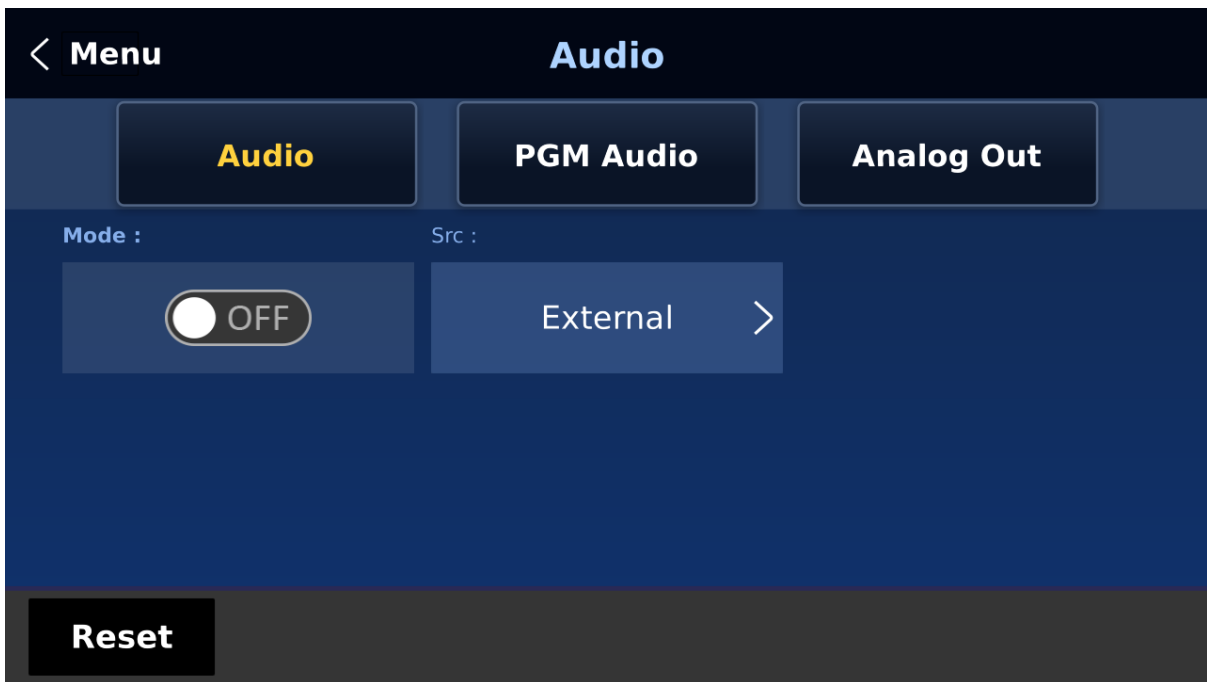 Menu
Audio
Audio
PGM Audio
Analog Out
Mode :
Src :
OFF
External
Reset